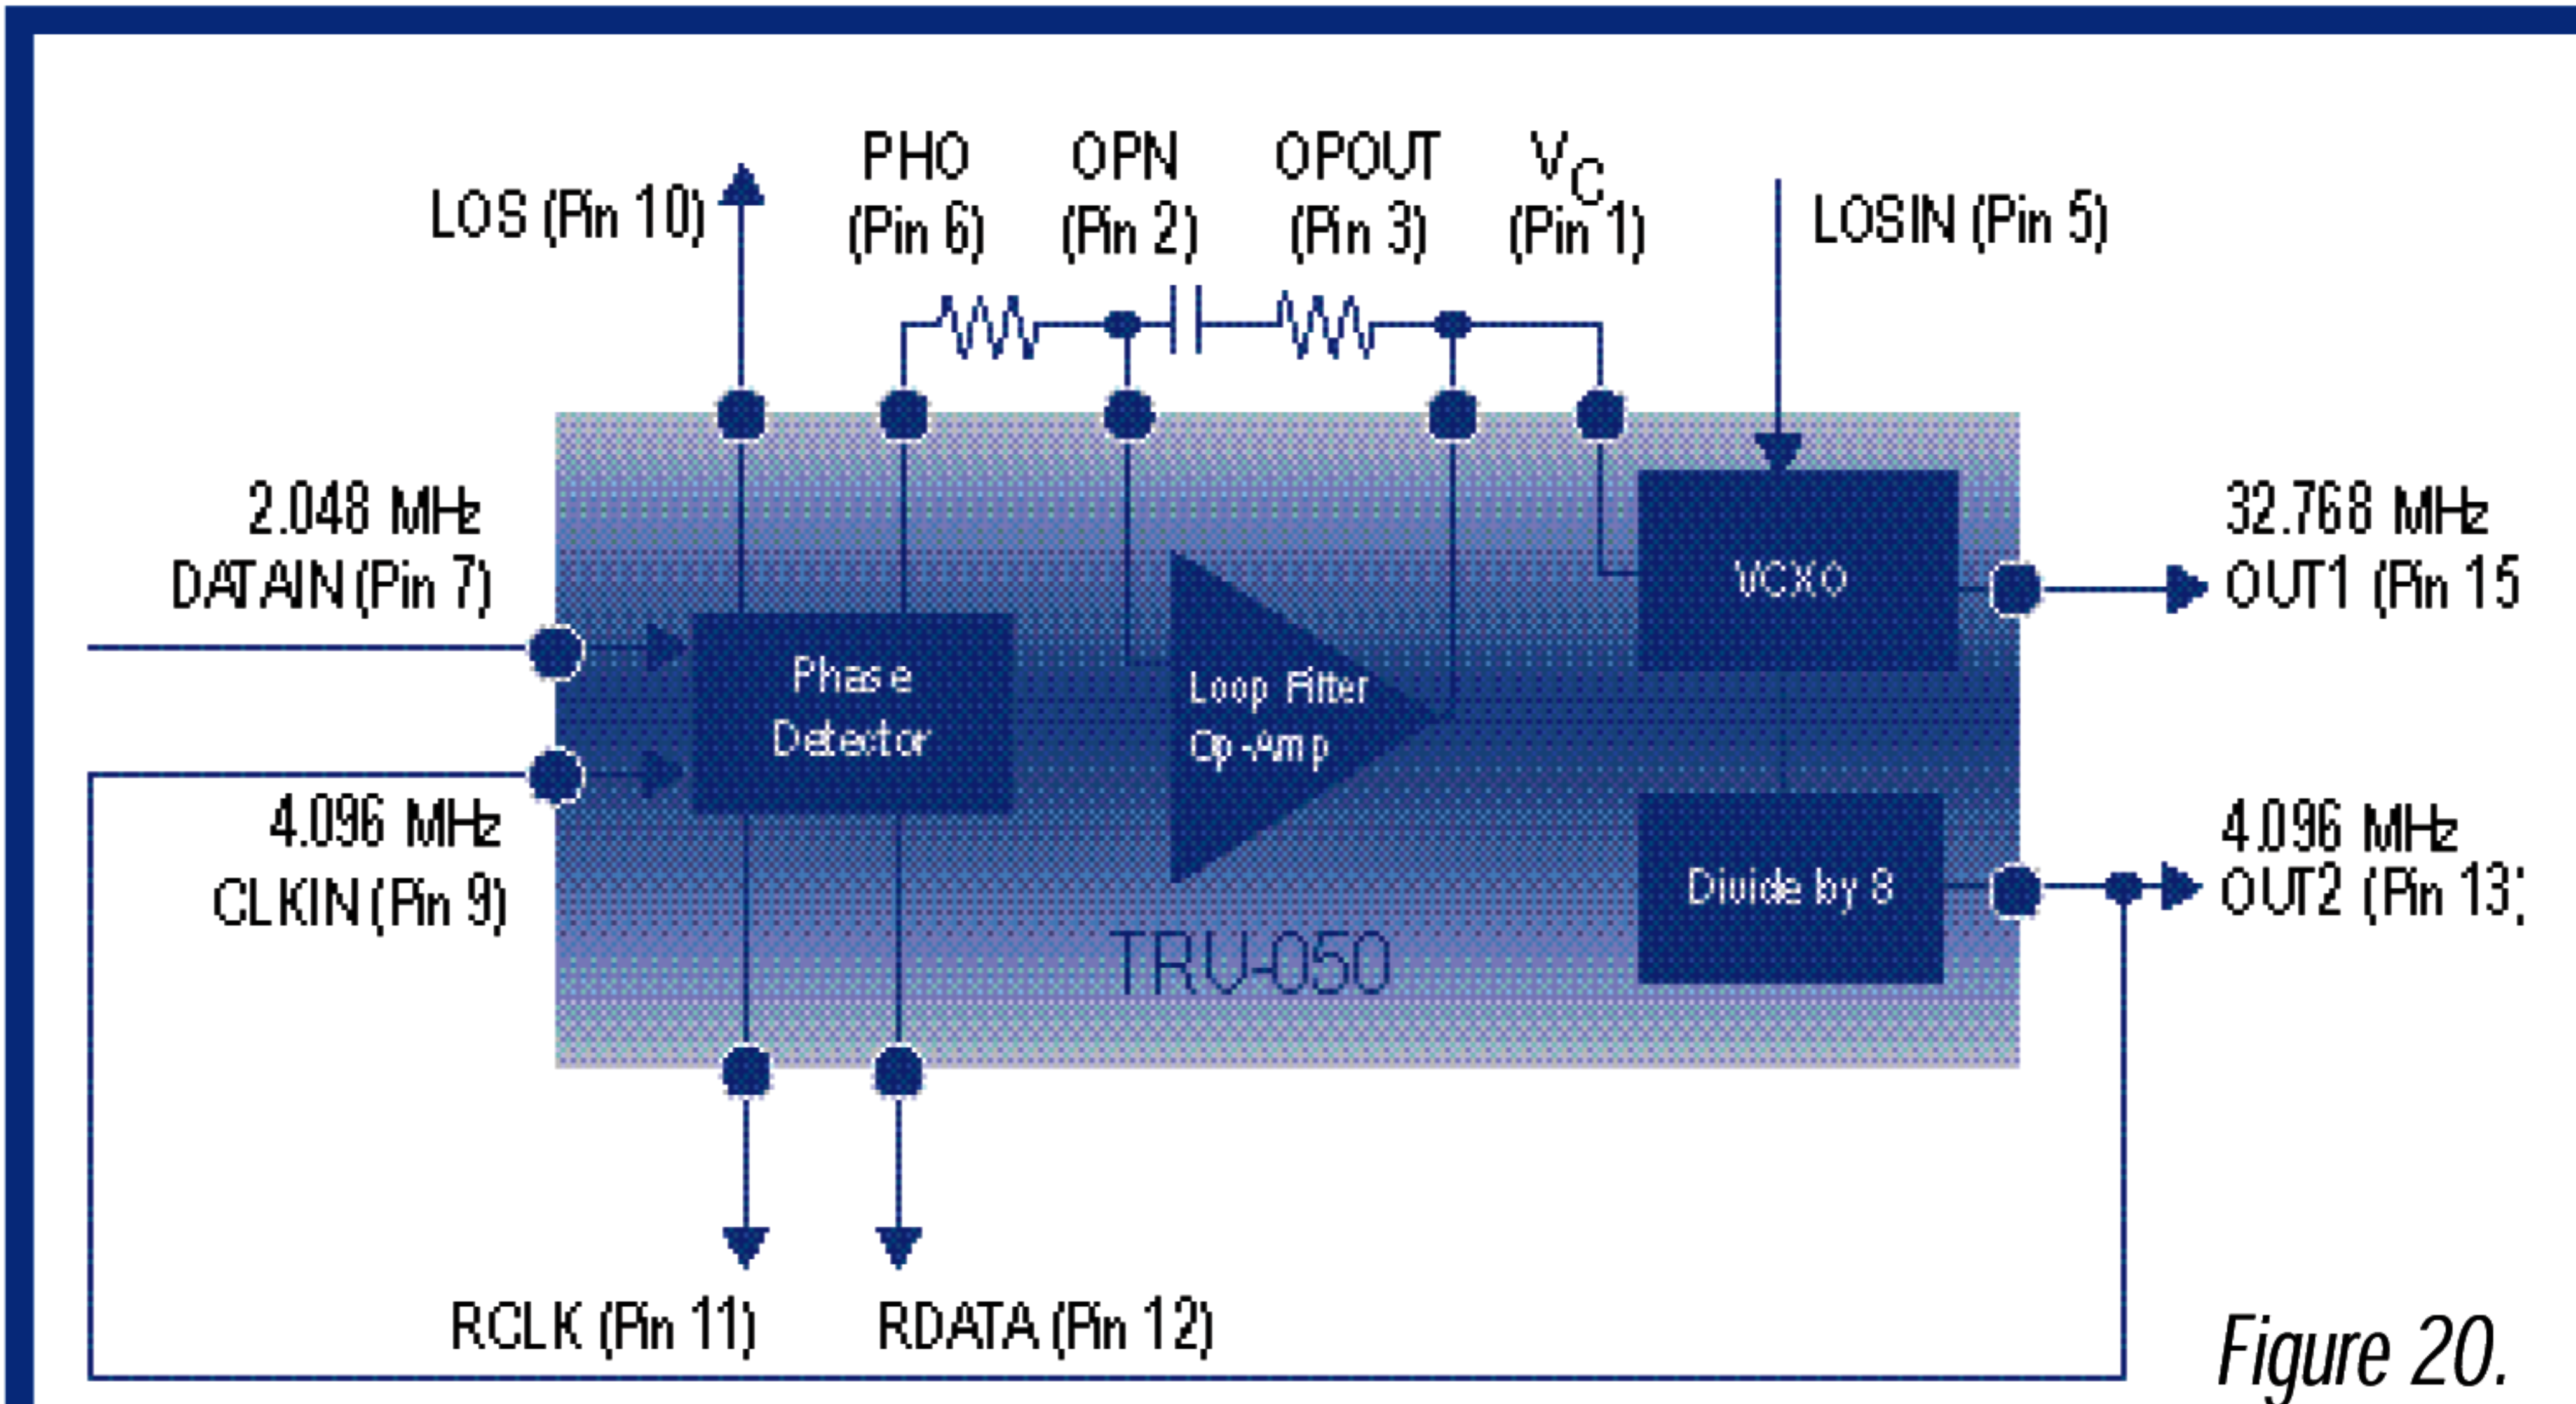 PHO
(Pin 6)
OPN
(Pin 2)
OPOUT
(Pin 3)
VC
(Pin 1)
LOS (Pin 10)
LOSIN (Pin 5)
2.048 MHz
DATAIN (Pin 7)
32.768 MHz
OUT1 (Pin 15
VCXO
Phase
Detector
Loop Filter
Op-Amp
4.096 MHz
CLKIN (Pin 9)
Divide by 8
4.096 MHz
OUT2 (Pin 13)
TRU-050
RCLK (Pin 11)
RDATA (Pin 12)
Figure 20.